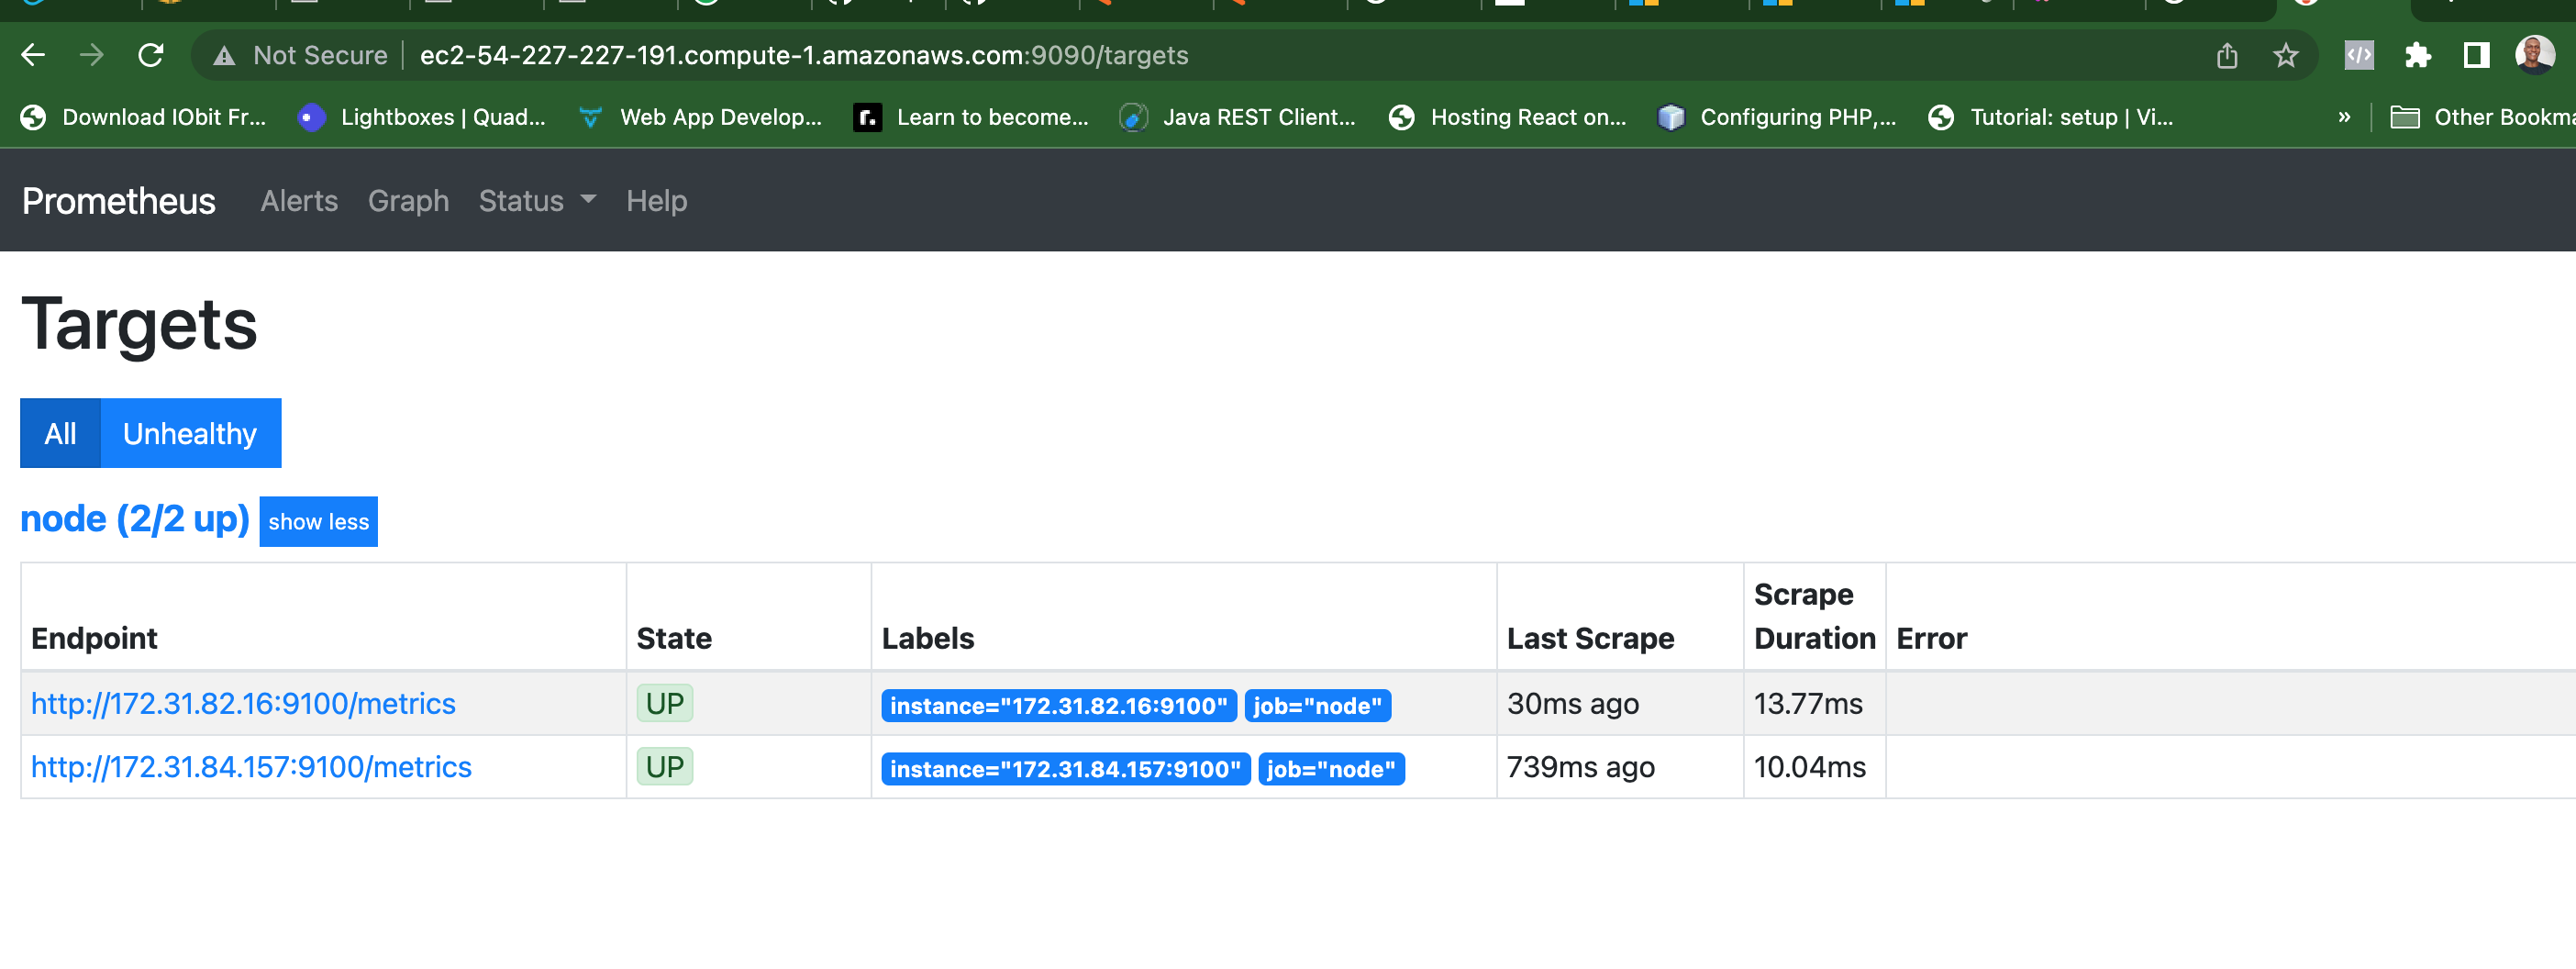 Not Secure ec2-54-227-227-191.compute-1.amazonaws.com:9090/targets
Download IObit Fr... Lightboxes | Quad... Web App Develop... r. Learn to become... Java REST Client... Hosting React on... Configuring PHP,... Tutorial: setup | Vi... » Other Bookma
Prometheus Alerts Graph Status Help
Targets
All Unhealthy
node (2/2 up) show less
Scrape
Endpoint State Labels Last Scrape Duration Error
http://172.31.82.16:9100/metrics UP instance="172.31.82.16:9100" job="node" 30ms ago 13.77ms
http://172.31.84.157:9100/metrics UP instance="172.31.84.157:9100" job="node" 739ms ago 10.04ms